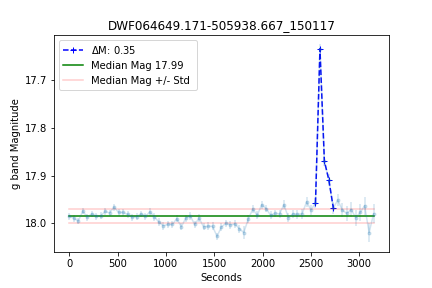 DWF064649.171-505938.667_150117
ΔM: 0.35
Median Mag 17.99
Median Mag +/- Std
g band Magnitude
17.7
17.8
17.9
18.0
0 500 1000 1500 2000 2500 3000
Seconds